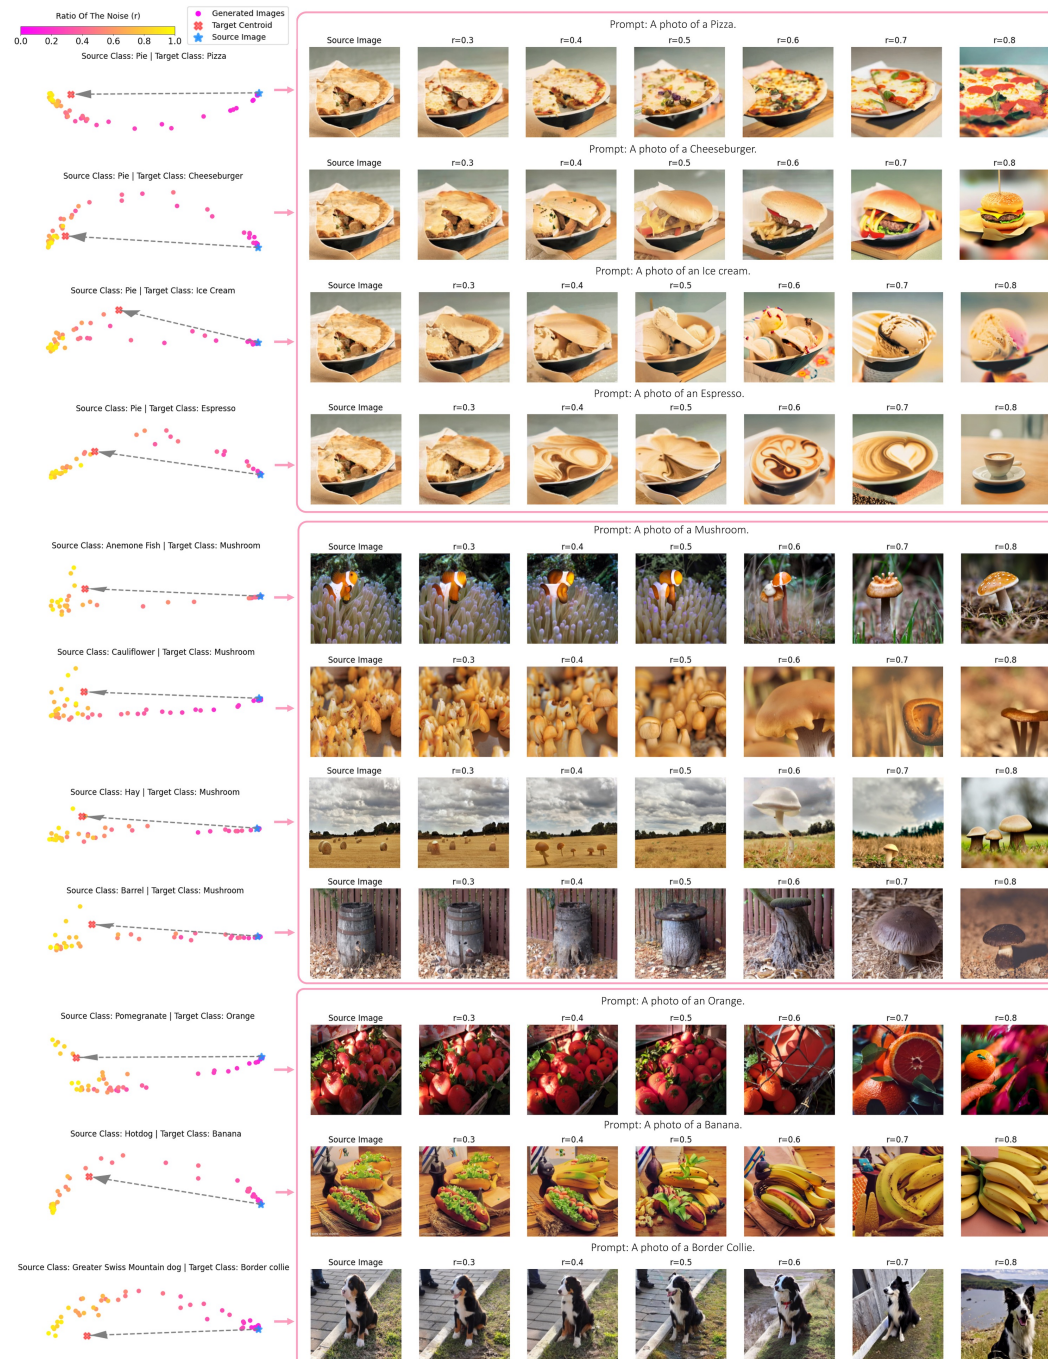 Ratio Of The Noise (r)
0.0 0.2 0.4 0.6 0.8 1.0
Generated Images
Target Centroid
Source Image
Source Class: Pie | Target Class: Pizza
Prompt: A photo of a Pizza.
Source Image r=0.3 r=0.4 r=0.5 r=0.6 r=0.7 r=0.8
Source Class: Pie | Target Class: Cheeseburger
Prompt: A photo of a Cheeseburger.
Source Image r=0.3 r=0.4 r=0.5 r=0.6 r=0.7 r=0.8
Source Class: Pie | Target Class: Ice Cream
Prompt: A photo of an Ice cream.
Source Image r=0.3 r=0.4 r=0.5 r=0.6 r=0.7 r=0.8
Source Class: Pie | Target Class: Espresso
Prompt: A photo of an Espresso.
Source Image r=0.3 r=0.4 r=0.5 r=0.6 r=0.7 r=0.8
Source Class: Anemone Fish | Target Class: Mushroom
Prompt: A photo of a Mushroom.
Source Image r=0.3 r=0.4 r=0.5 r=0.6 r=0.7 r=0.8
Source Class: Cauliflower | Target Class: Mushroom
Source Image r=0.3 r=0.4 r=0.5 r=0.6 r=0.7 r=0.8
Source Class: Hay | Target Class: Mushroom
Source Image r=0.3 r=0.4 r=0.5 r=0.6 r=0.7 r=0.8
Source Class: Barrel | Target Class: Mushroom
Source Image r=0.3 r=0.4 r=0.5 r=0.6 r=0.7 r=0.8
Source Class: Pomegranate | Target Class: Orange
Prompt: A photo of an Orange.
Source Image r=0.3 r=0.4 r=0.5 r=0.6 r=0.7 r=0.8
Source Class: Hotdog | Target Class: Banana
Prompt: A photo of a Banana.
Source Image r=0.3 r=0.4 r=0.5 r=0.6 r=0.7 r=0.8
Source Class: Greater Swiss Mountain dog | Target Class: Border collie
Prompt: A photo of a Border Collie.
Source Image r=0.3 r=0.4 r=0.5 r=0.6 r=0.7 r=0.8